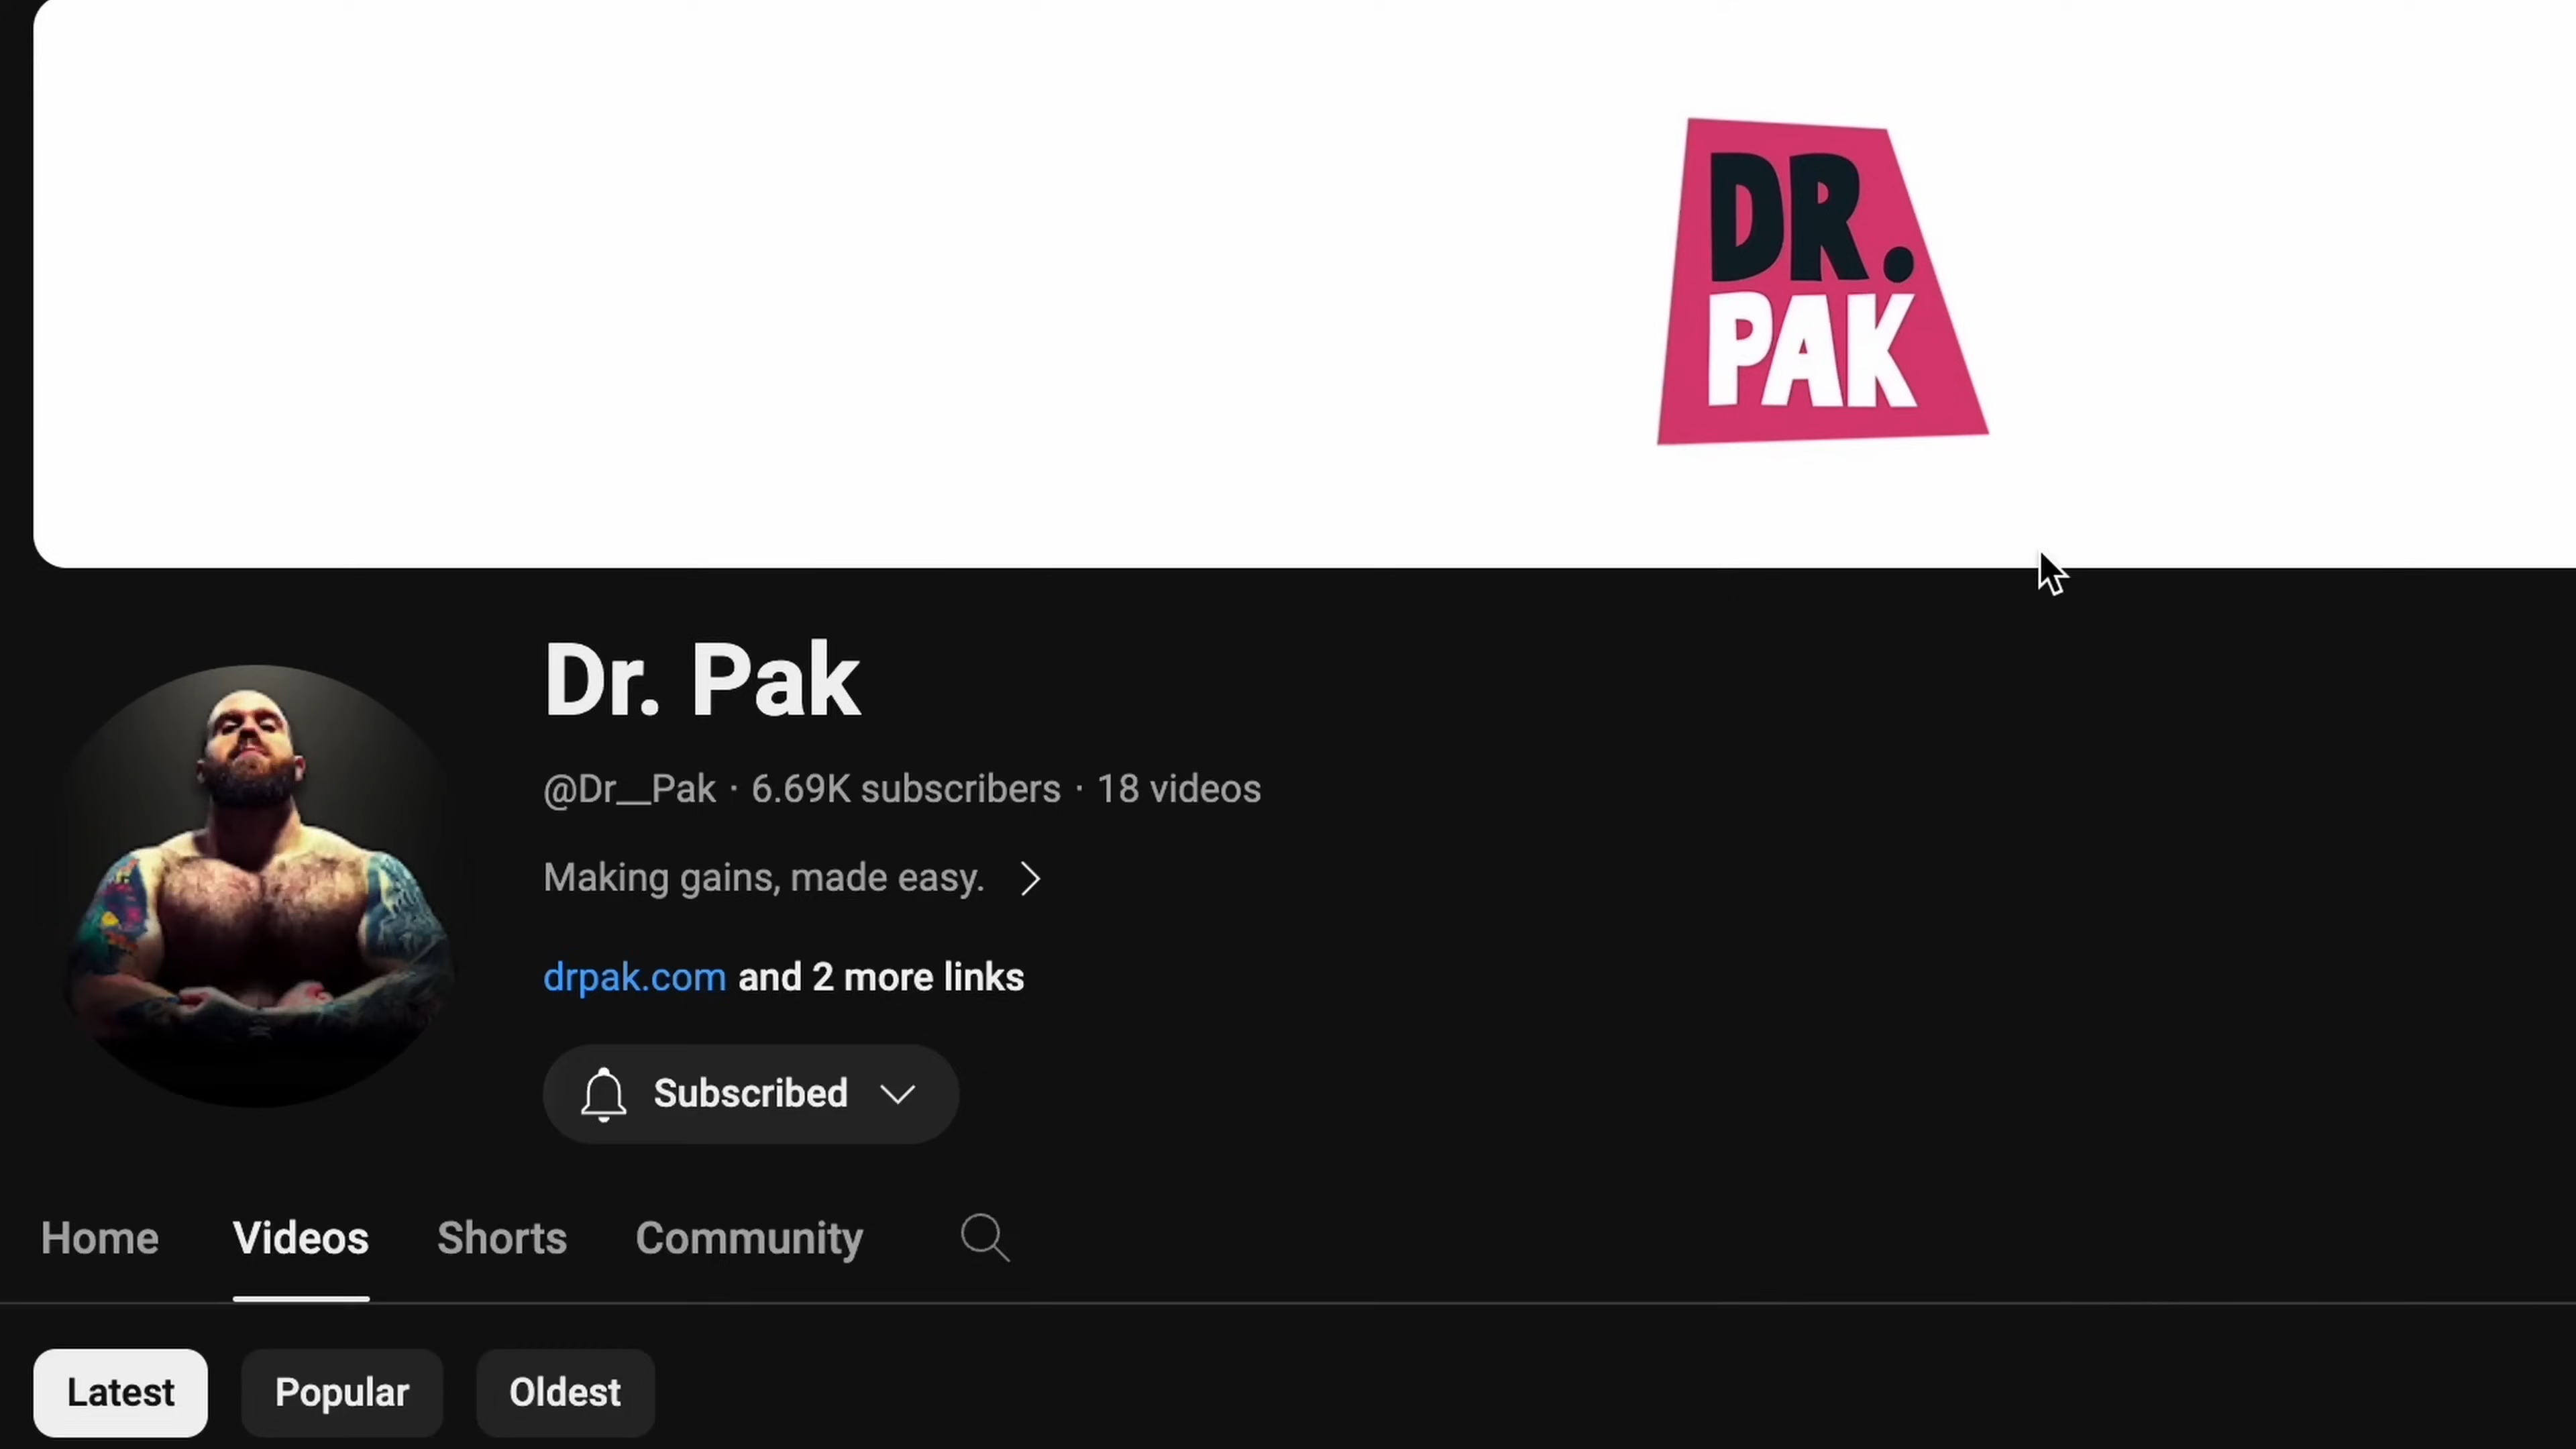 DR.
PAK
Dr. Pak
@Dr__Pak · 6.69K subscribers · 18 videos
Making gains, made easy.
drpak.com and 2 more links
Subscribed
Home Videos Shorts Community
Latest Popular Oldest